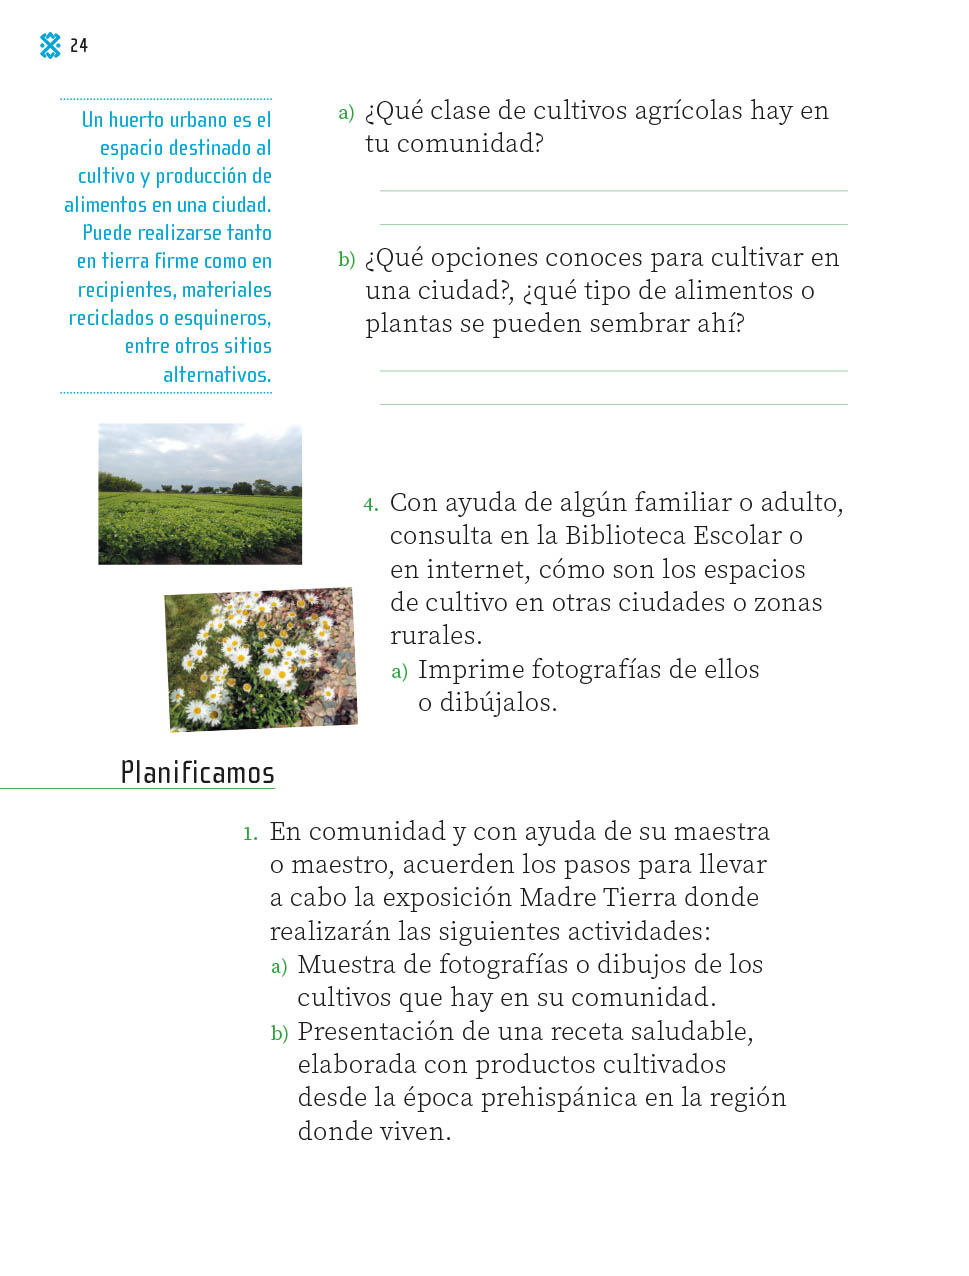 24
Un huerto urbano es el
espacio destinado al
cultivo y producción de
alimentos en una ciudad.
Puede realizarse tanto
en tierra firme como en
recipientes, materiales
reciclados o esquineros,
entre otros sitios
alternativos.
a) ¿Qué clase de cultivos agrícolas hay en
tu comunidad?
b) ¿Qué opciones conoces para cultivar en
una ciudad?, ¿qué tipo de alimentos o
plantas se pueden sembrar ahí?
4. Con ayuda de algún familiar o adulto,
consulta en la Biblioteca Escolar o
en internet, cómo son los espacios
de cultivo en otras ciudades o zonas
rurales.
a) Imprime fotografías de ellos
o dibújalos.
Planificamos
1. En comunidad y con ayuda de su maestra
o maestro, acuerden los pasos para llevar
a cabo la exposición Madre Tierra donde
realizarán las siguientes actividades:
a) Muestra de fotografías o dibujos de los
cultivos que hay en su comunidad.
b) Presentación de una receta saludable,
elaborada con productos cultivados
desde la época prehispánica en la región
donde viven.